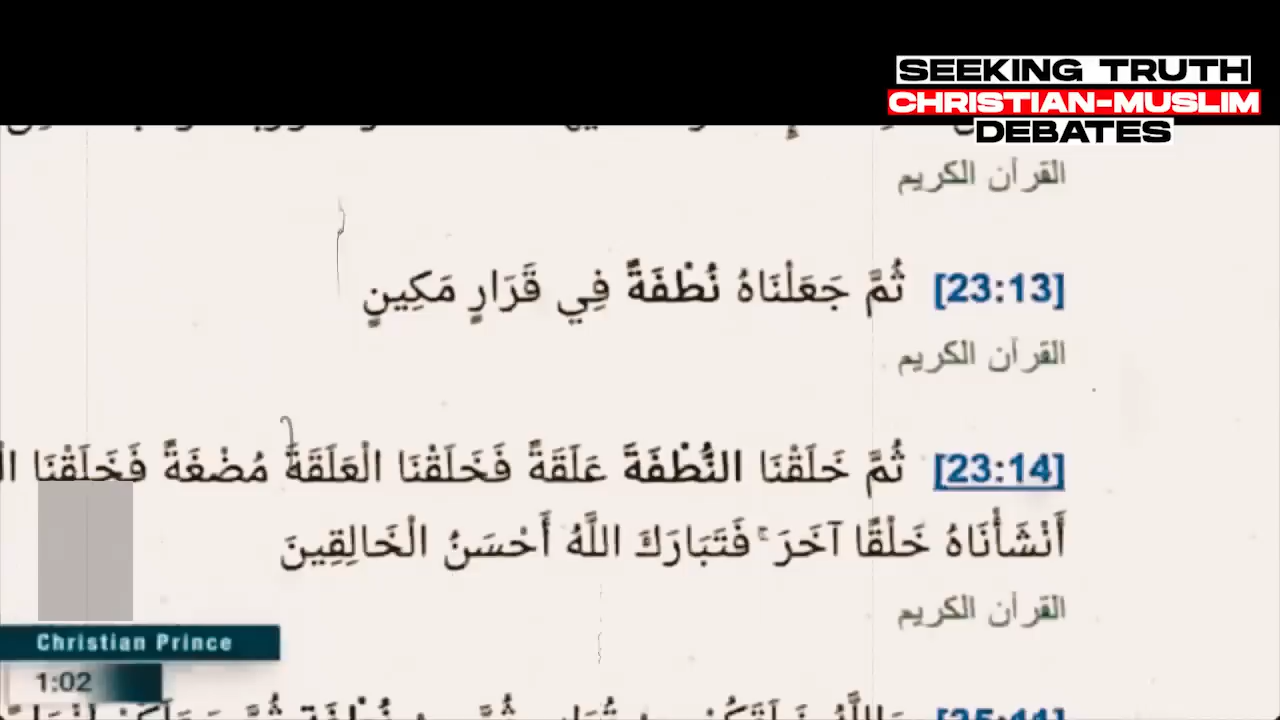 SEEKING TRUTH
CHRISTIAN-MUSLIM
DEBATES
القرآن الكريم
[23:13] ثُمَّ جَعَلْنَاهُ نُطْفَةً فِي قَرَارٍ مَكِينٍ
القرآن الكريم
[23:14] ثُمَّ خَلَقْنَا النُّطْفَةَ عَلَقَةً فَخَلَقْنَا الْعَلَقَةَ مُضْغَةً فَخَلَقْنَا
أَنْشَأْنَاهُ خَلْقًا آخَرَ ۚ فَتَبَارَكَ اللَّهُ أَحْسَنُ الْخَالِقِينَ
القرآن الكريم
Christian Prince
1:02